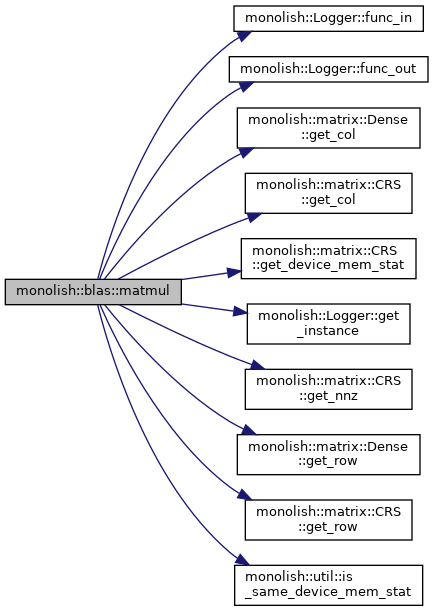 monolish::blas::matmul
monolish::Logger::func_in
monolish::Logger::func_out
monolish::matrix::Dense
::get_col
monolish::matrix::CRS
::get_col
monolish::matrix::CRS
::get_device_mem_stat
monolish::Logger::get
_instance
monolish::matrix::CRS
::get_nnz
monolish::matrix::Dense
::get_row
monolish::matrix::CRS
::get_row
monolish::util::is
_same_device_mem_stat